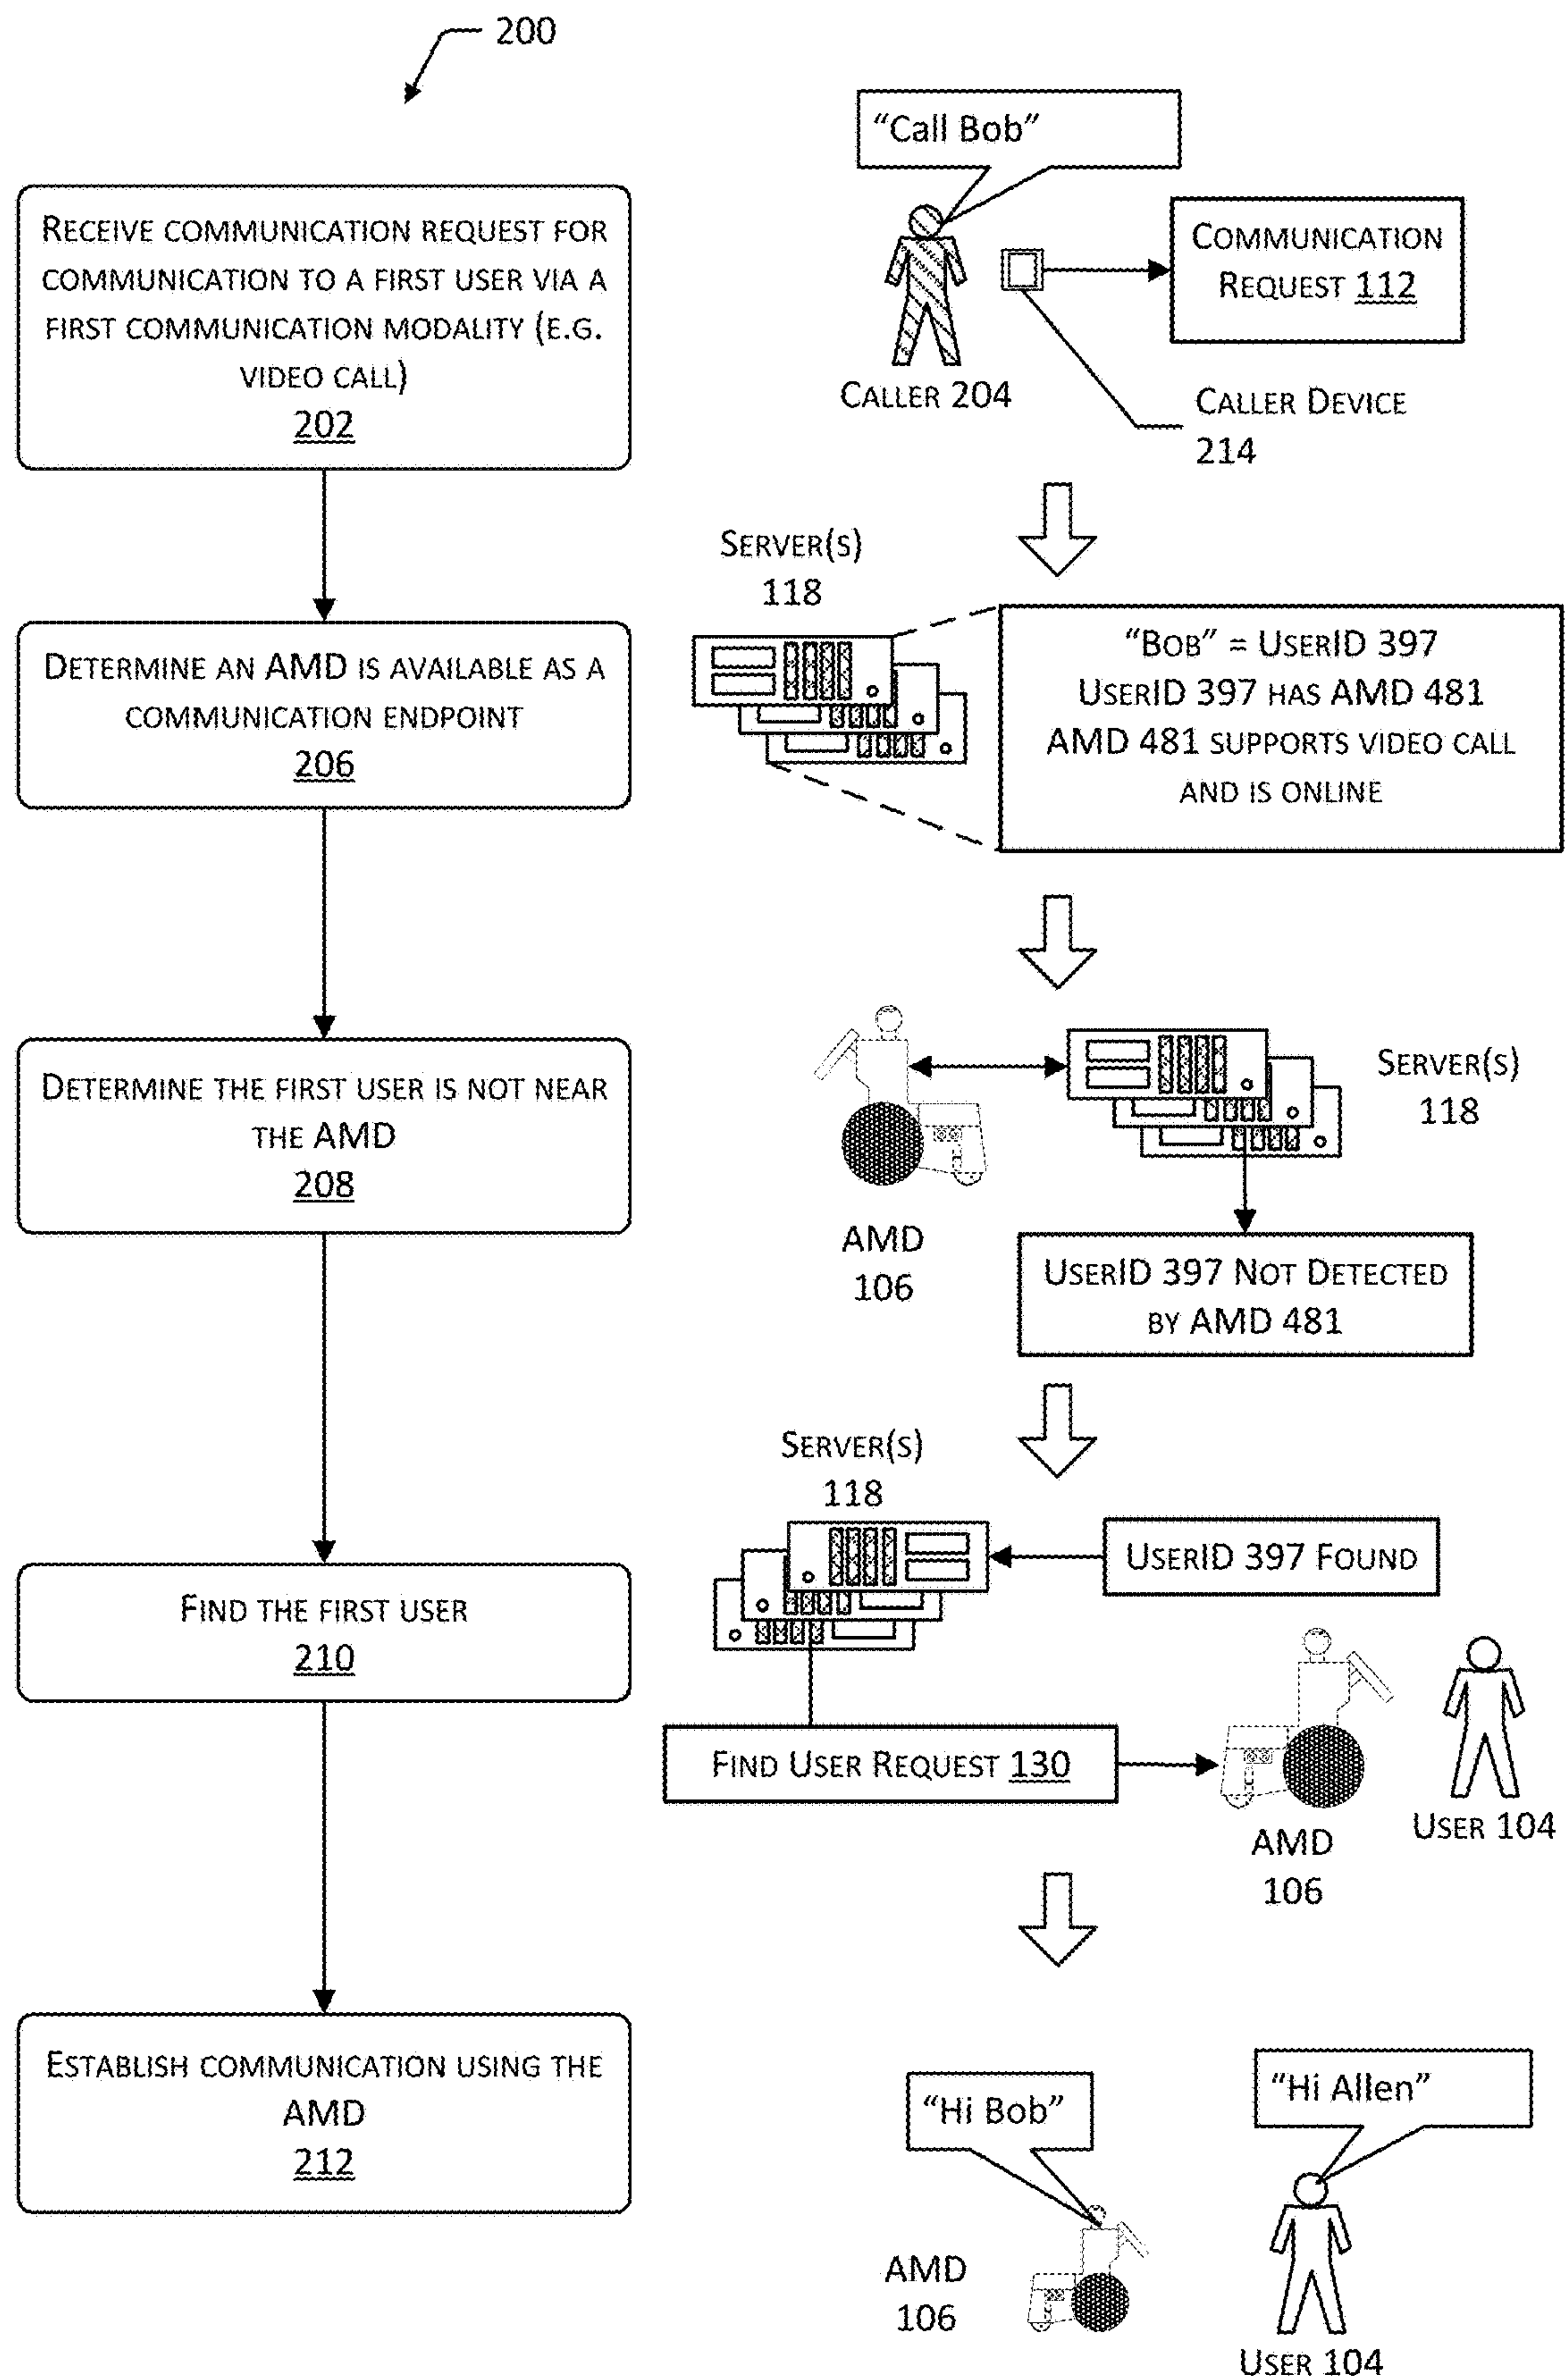 200
RECEIVE COMMUNICATION REQUEST FOR
COMMUNICATION TO A FIRST USER VIA A
FIRST COMMUNICATION MODALITY (E.G.
VIDEO CALL)
202
"Call Bob"
COMMUNICATION
REQUEST 112
CALLER 204
CALLER DEVICE
214
DETERMINE AN AMD IS AVAILABLE AS A
COMMUNICATION ENDPOINT
206
SERVER(S)
118
"BOB" = USERID 397
USERID 397 HAS AMD 481
AMD 481 SUPPORTS VIDEO CALL
AND IS ONLINE
DETERMINE THE FIRST USER IS NOT NEAR
THE AMD
208
AMD
106
SERVER(S)
118
USERID 397 NOT DETECTED
BY AMD 481
FIND THE FIRST USER
210
SERVER(S)
118
USERID 397 FOUND
FIND USER REQUEST 130
AMD
106
USER 104
ESTABLISH COMMUNICATION USING THE
AMD
212
"Hi Bob"
"Hi Allen"
AMD
106
USER 104